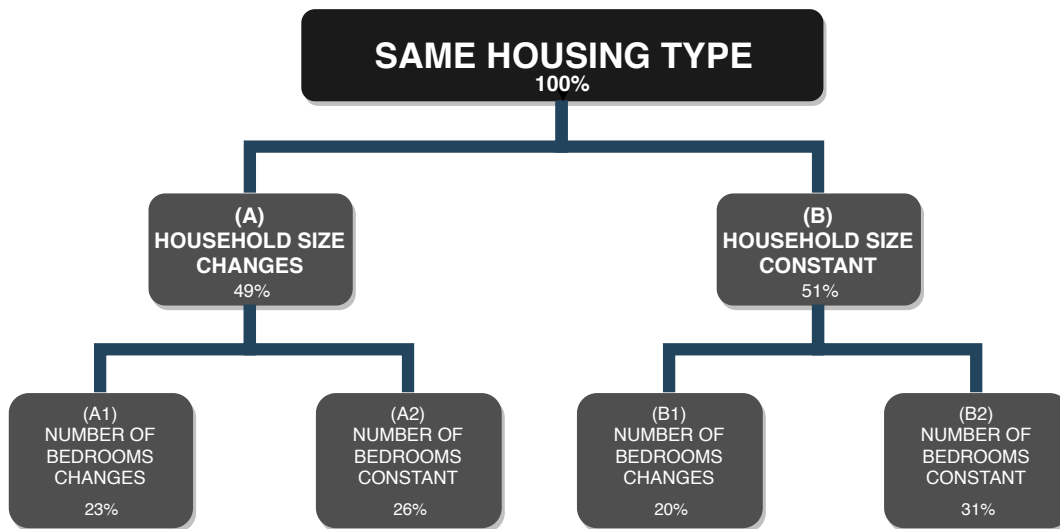 SAME HOUSING TYPE
100%
(A)
HOUSEHOLD SIZE
CHANGES
49%
(B)
HOUSEHOLD SIZE
CONSTANT
51%
(A1)
NUMBER OF
BEDROOMS
CHANGES
23%
(A2)
NUMBER OF
BEDROOMS
CONSTANT
26%
(B1)
NUMBER OF
BEDROOMS
CHANGES
20%
(B2)
NUMBER OF
BEDROOMS
CONSTANT
31%